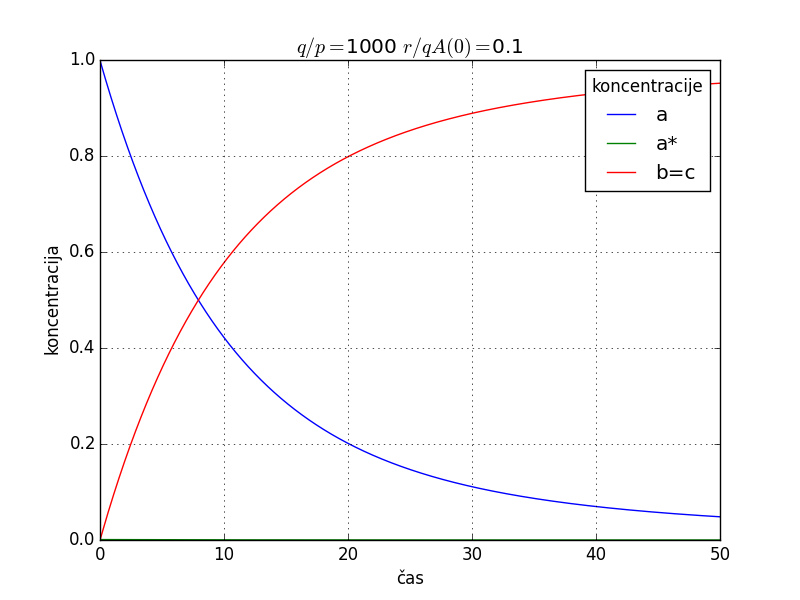 q/p =1000 r/qA(0) =0.1
koncentracije
a
a*
b=c
koncentracija
1.0
0.8
0.6
0.4
0.2
0.0
0 10 20 30 40 50
čas